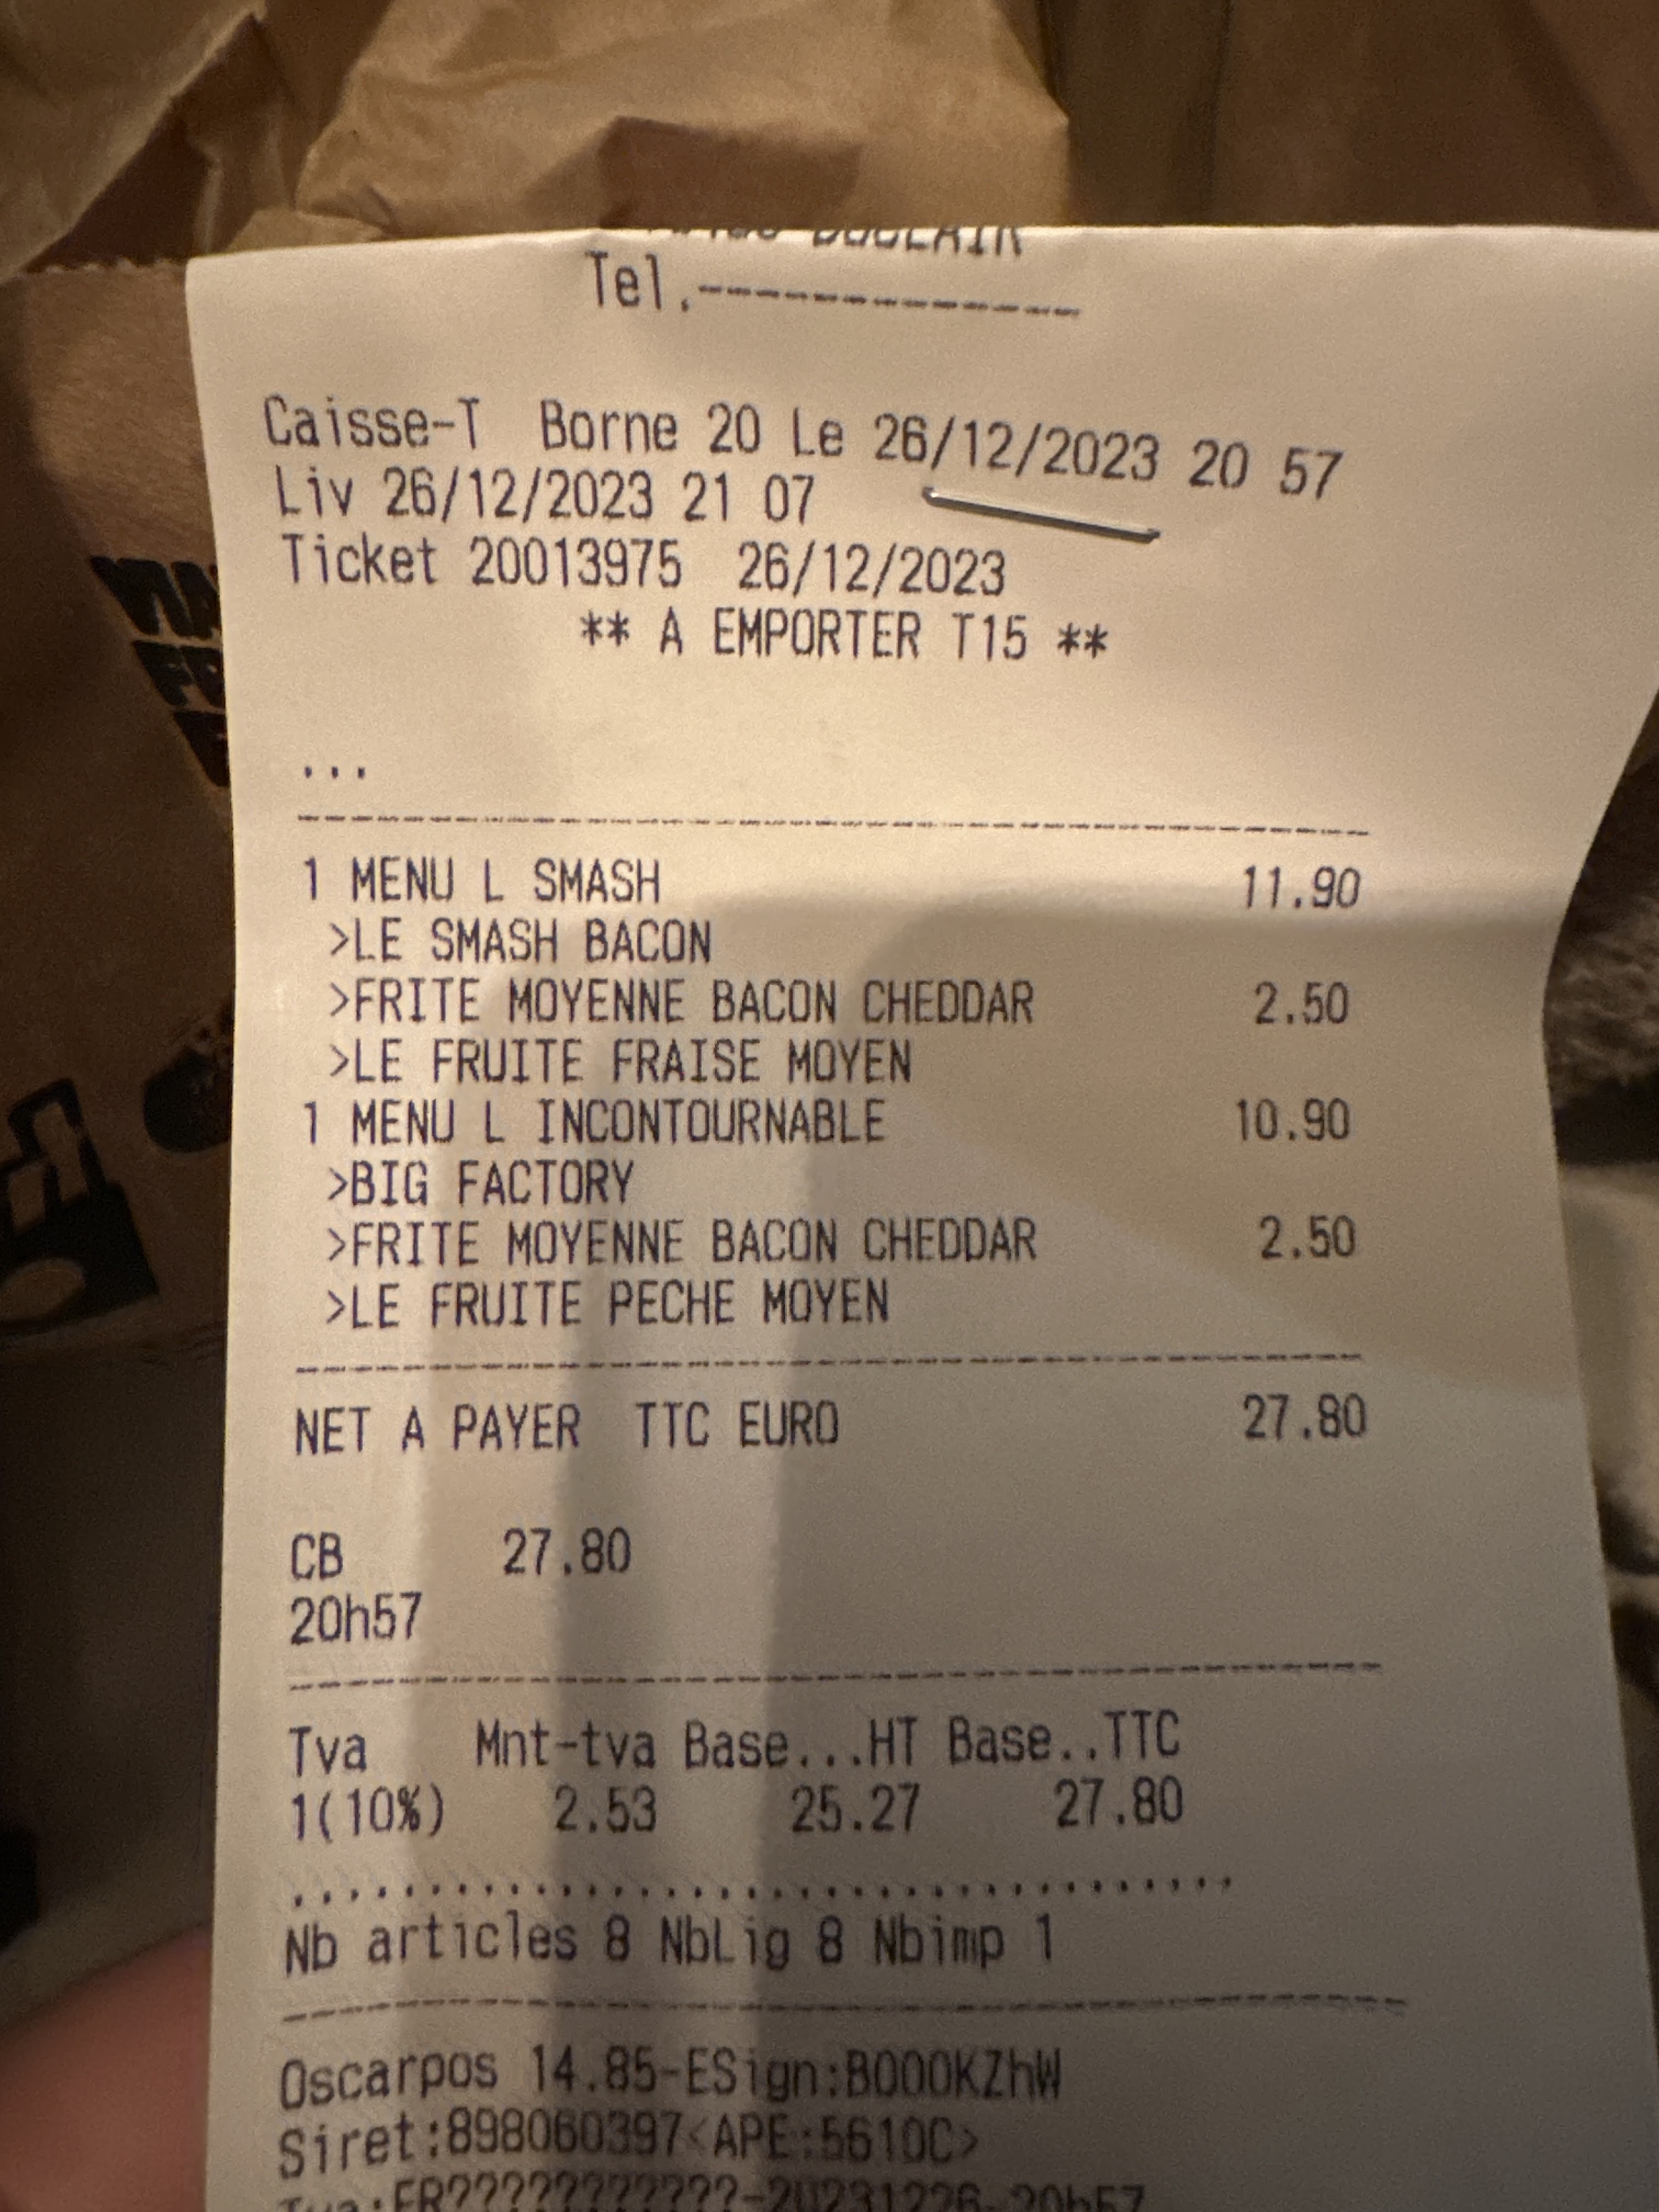 Tel.----------------
Caisse-T Borne 20 Le 26/12/2023 20 57
Liv 26/12/2023 21 07
Ticket 20013975 26/12/2023
** A EMPORTER T15 **
...
1 MENU L SMASH 11.90
>LE SMASH BACON
>FRITE MOYENNE BACON CHEDDAR 2.50
>LE FRUITE FRAISE MOYEN
1 MENU L INCONTOURNABLE 10.90
>BIG FACTORY
>FRITE MOYENNE BACON CHEDDAR 2.50
>LE FRUITE PECHE MOYEN
NET A PAYER TTC EURO 27.80
CB 27.80
20h57
Tva Mnt-tva Base...HT Base..TTC
1(10%) 2.53 25.27 27.80
Nb articles 8 NbLig 8 Nbimp 1
Oscarpos 14.85-ESign:BOOOKZhW
Siret:898060397<APE:5610C>
Tva:FR???????????-20231226-20h57